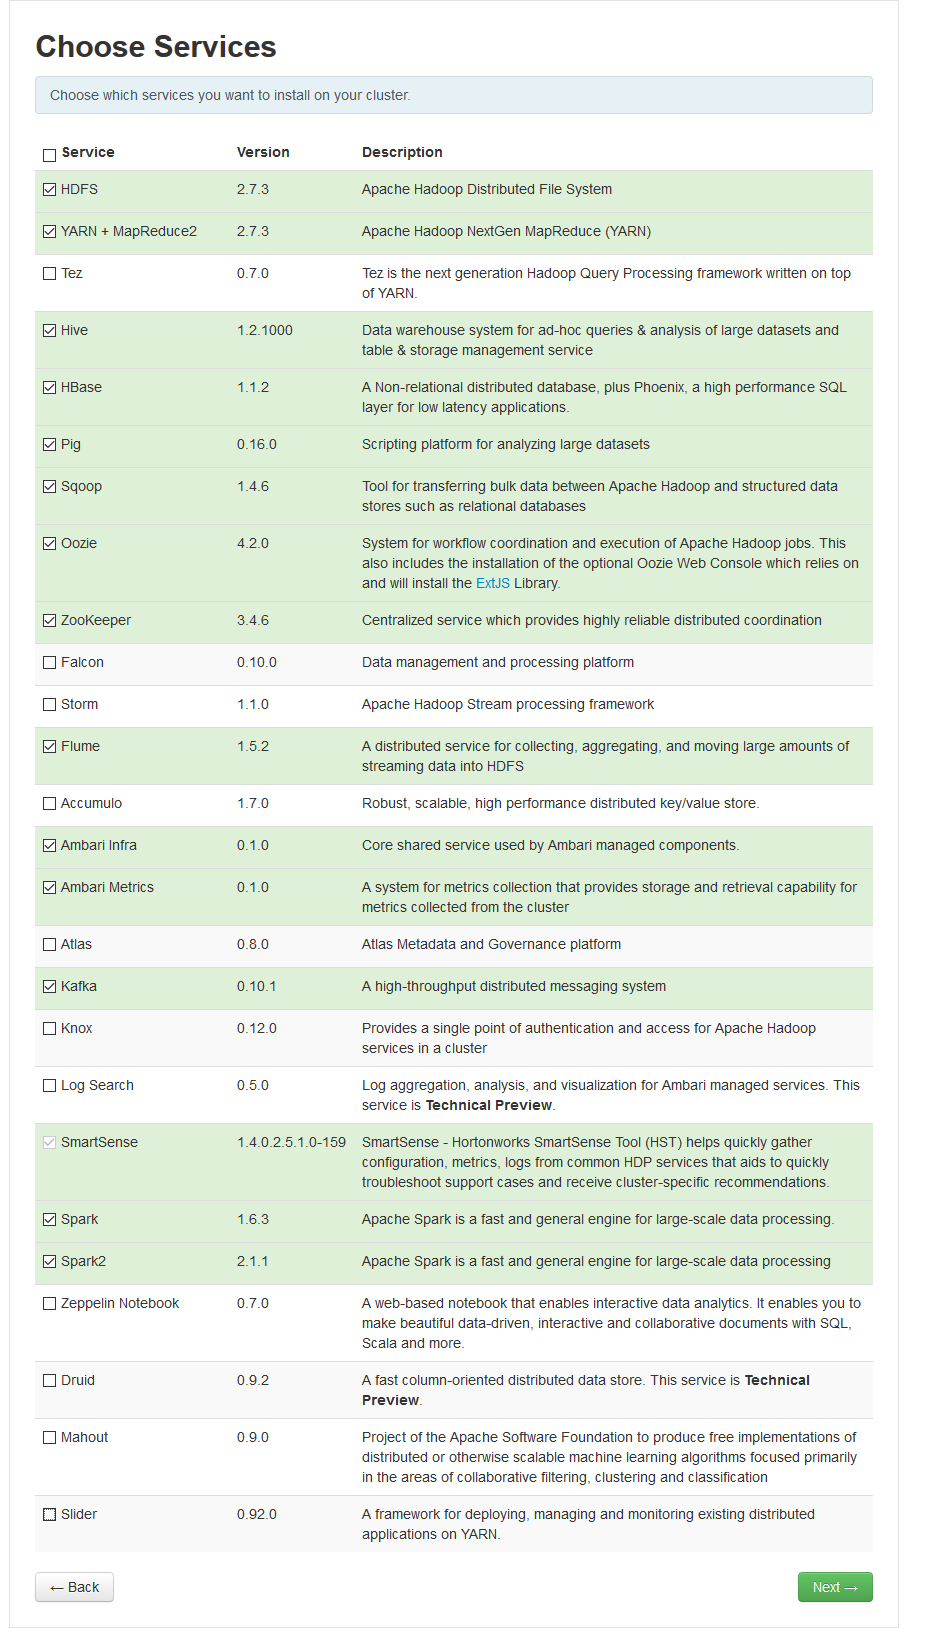 Choose Services
Choose which services you want to install on your cluster.
Service Version Description
HDFS 2.7.3 Apache Hadoop Distributed File System
YARN + MapReduce2 2.7.3 Apache Hadoop NextGen MapReduce (YARN)
Tez 0.7.0 Tez is the next generation Hadoop Query Processing framework written on top
of YARN.
Hive 1.2.1000 Data warehouse system for ad-hoc queries & analysis of large datasets and
table & storage management service
HBase 1.1.2 A Non-relational distributed database, plus Phoenix, a high performance SQL
layer for low latency applications.
Pig 0.16.0 Scripting platform for analyzing large datasets
Sqoop 1.4.6 Tool for transferring bulk data between Apache Hadoop and structured data
stores such as relational databases
Oozie 4.2.0 System for workflow coordination and execution of Apache Hadoop jobs. This
also includes the installation of the optional Oozie Web Console which relies on
and will install the ExtJS Library.
ZooKeeper 3.4.6 Centralized service which provides highly reliable distributed coordination
Falcon 0.10.0 Data management and processing platform
Storm 1.1.0 Apache Hadoop Stream processing framework
Flume 1.5.2 A distributed service for collecting, aggregating, and moving large amounts of
streaming data into HDFS
Accumulo 1.7.0 Robust, scalable, high performance distributed key/value store.
Ambari Infra 0.1.0 Core shared service used by Ambari managed components.
Ambari Metrics 0.1.0 A system for metrics collection that provides storage and retrieval capability for
metrics collected from the cluster
Atlas 0.8.0 Atlas Metadata and Governance platform
Kafka 0.10.1 A high-throughput distributed messaging system
Knox 0.12.0 Provides a single point of authentication and access for Apache Hadoop
services in a cluster
Log Search 0.5.0 Log aggregation, analysis, and visualization for Ambari managed services. This
service is Technical Preview.
SmartSense 1.4.0.2.5.1.0-159 SmartSense - Hortonworks SmartSense Tool (HST) helps quickly gather
configuration, metrics, logs from common HDP services that aids to quickly
troubleshoot support cases and receive cluster-specific recommendations.
Spark 1.6.3 Apache Spark is a fast and general engine for large-scale data processing.
Spark2 2.1.1 Apache Spark is a fast and general engine for large-scale data processing
Zeppelin Notebook 0.7.0 A web-based notebook that enables interactive data analytics. It enables you to
make beautiful data-driven, interactive and collaborative documents with SQL,
Scala and more.
Druid 0.9.2 A fast column-oriented distributed data store. This service is Technical
Preview.
Mahout 0.9.0 Project of the Apache Software Foundation to produce free implementations of
distributed or otherwise scalable machine learning algorithms focused primarily
in the areas of collaborative filtering, clustering and classification
Slider 0.92.0 A framework for deploying, managing and monitoring existing distributed
applications on YARN.
← Back Next →